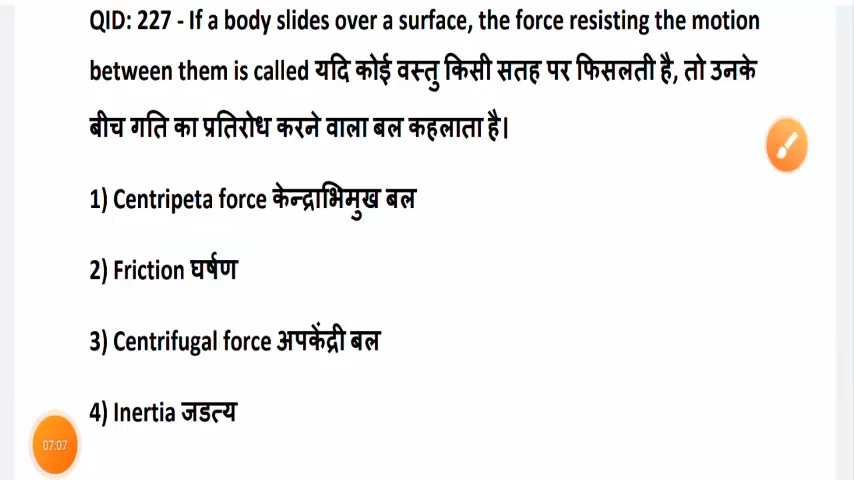 QID: 227 - If a body slides over a surface, the force resisting the motion
between them is called यदि कोई वस्तु किसी सतह पर फिसलती है, तो उनके
बीच गति का प्रतिरोध करने वाला बल कहलाता है।
1) Centripeta force केन्द्राभिमुख बल
2) Friction घर्षण
3) Centrifugal force अपकेंद्री बल
4) Inertia जडत्य
07:07